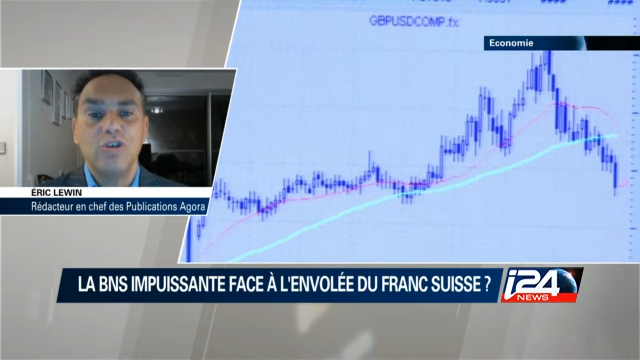 GBPUSDCOMP.fx
Economie
ÉRIC LEWIN
Rédacteur en chef des Publications Agora
LA BNS IMPUISSANTE FACE À L'ENVOLÉE DU FRANC SUISSE ?
i24
NEWS